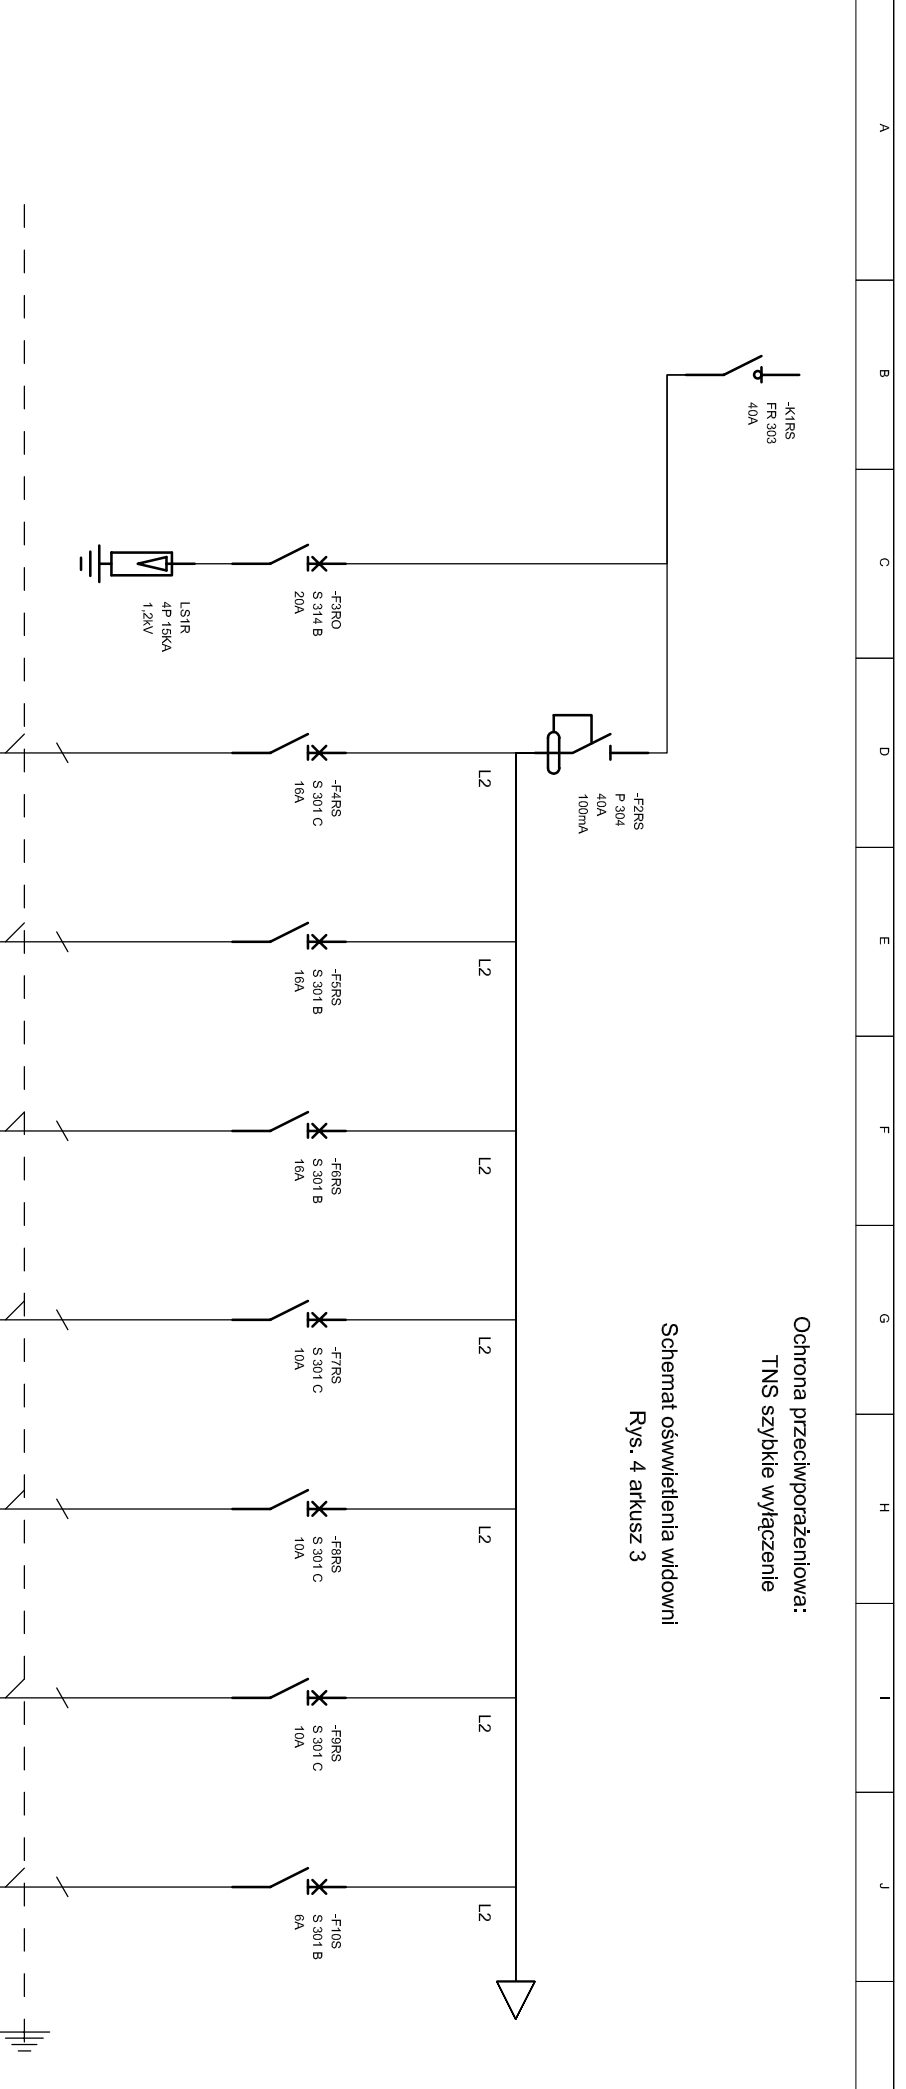 A
B
C
D
E
F
G
H
I
J
-K1RS
FR 303
40A
Ochrona przeciwporażeniowa:
TNS szybkie wyłączenie
Schemat ośwwietlenia widowni
Rys. 4 arkusz 3
-F2RS
P 304
40A
100mA
L2
L2
L2
L2
L2
L2
L2
-F3RO
S 314 B
20A
-F4RS
S 301 C
16A
-F5RS
S 301 B
16A
-F6RS
S 301 B
16A
-F7RS
S 301 C
10A
-F8RS
S 301 C
10A
-F9RS
S 301 C
10A
-F10S
S 301 B
6A
LS1R
4P 15KA
1,2kV